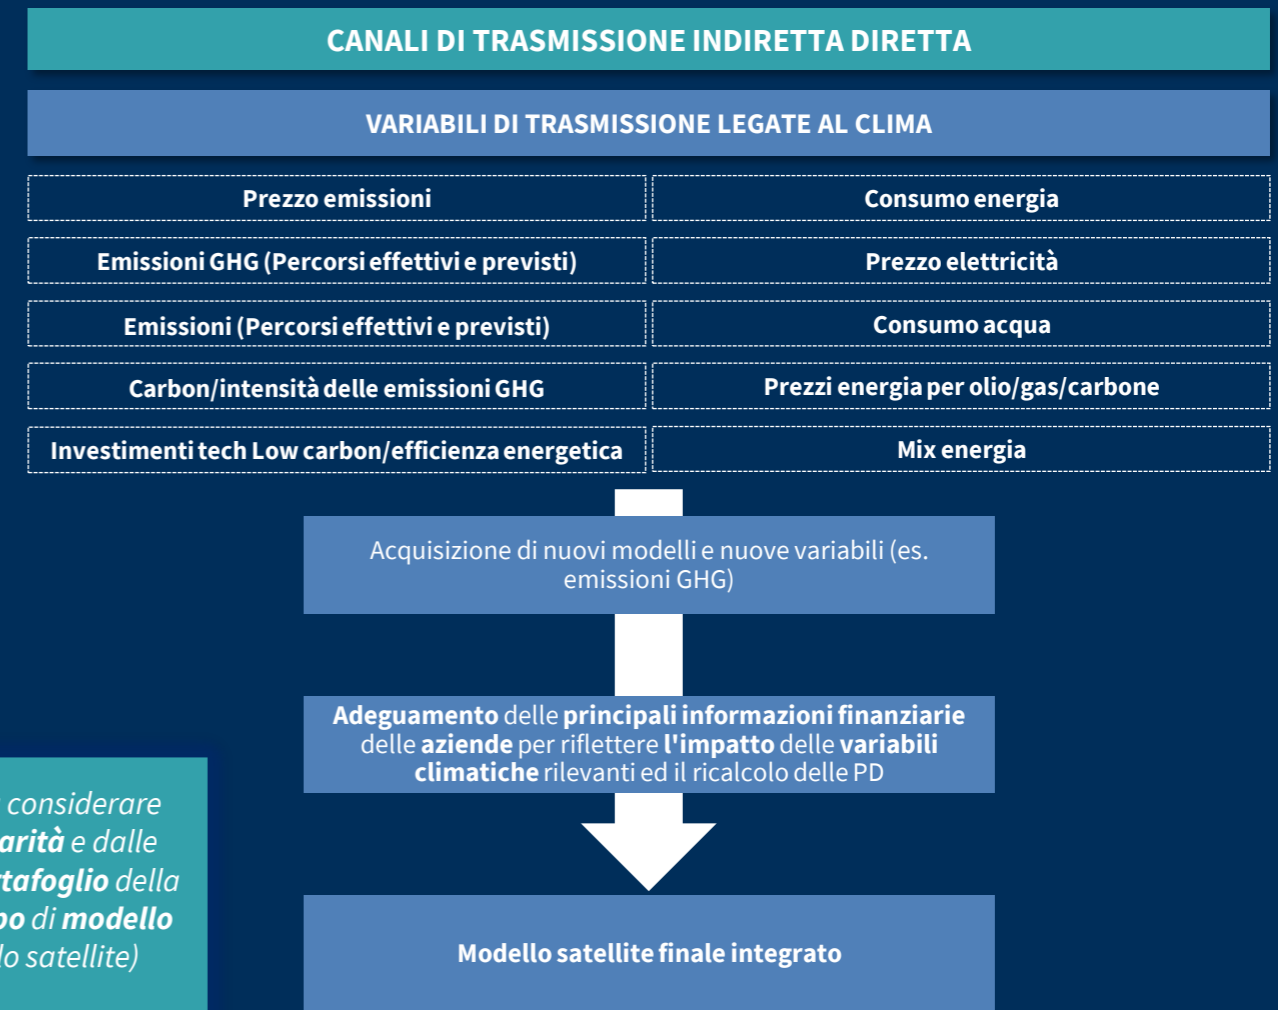 CANALI DI TRASMISSIONE INDIRETTA DIRETTA
VARIABILI DI TRASMISSIONE LEGATE AL CLIMA
Prezzo emissioni
Consumo energia
Emissioni GHG (Percorsi effettivi e previsti)
Prezzo elettricità
Emissioni (Percorsi effettivi e previsti)
Consumo acqua
Carbon/intensità delle emissioni GHG
Prezzi energia per olio/gas/carbone
Investimenti tech Low carbon/efficienza energetica
Mix energia
Acquisizione di nuovi modelli e nuove variabili (es.
emissioni GHG)
Adeguamento delle principali informazioni finanziarie
delle aziende per riflettere l'impatto delle variabili
climatiche rilevanti ed il ricalcolo delle PD
considerare
e dalle
della
di modello
satellite)
Modello satellite finale integrato